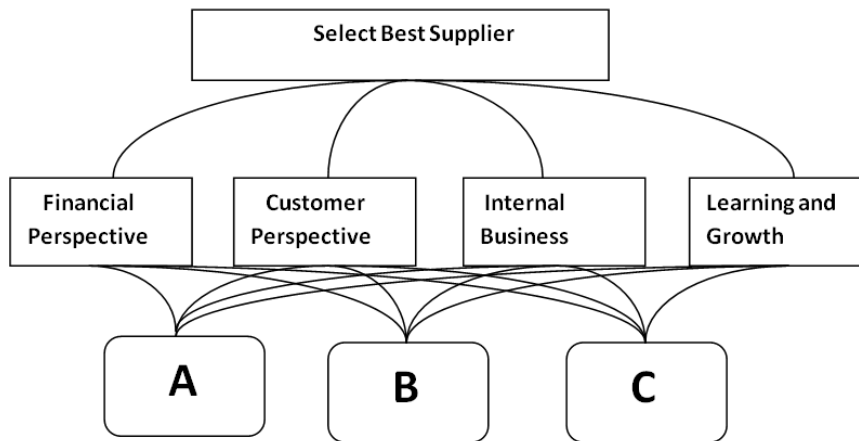 Select Best Supplier
Financial
Perspective
Customer
Perspective
Internal
Business
Learning and
Growth
A
B
C